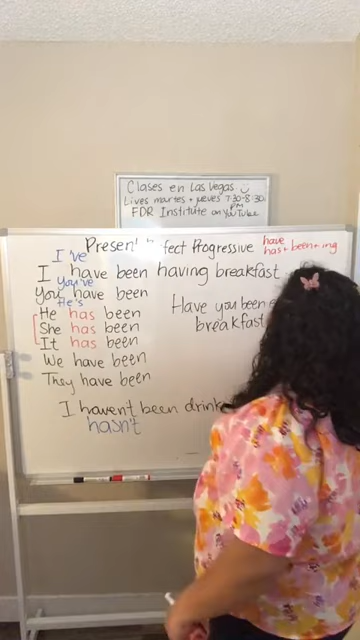 Clases en Las Vegas
Lives martes + jueves 7:30-8:30
pm
FDR Institute on YouTube
Present Perfect Progressive
have
has + been + ing
I've
I have been having breakfast
You've
You have been
He's
He has been
She has been
It has been
We have been
They have been
Have you been
breakfast
I haven't been
hasn't